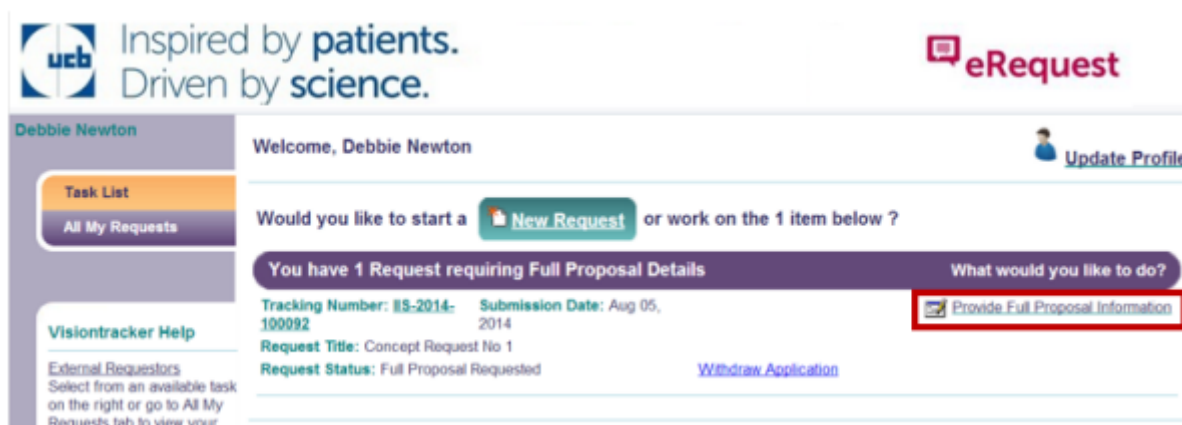 ucb
Inspired by patients.
Driven by science.
eRequest
Debbie Newton
Welcome, Debbie Newton
Update Profile
Task List
All My Requests
Would you like to start a New Request or work on the 1 item below ?
You have 1 Request requiring Full Proposal Details What would you like to do?
Tracking Number: IIS-2014-
100092
Submission Date: Aug 05,
2014
Provide Full Proposal Information
Request Title: Concept Request No 1
Request Status: Full Proposal Requested
Withdraw Application
Visiontracker Help
External Requestors
Select from an available task
on the right or go to All My
Requests tab to view your